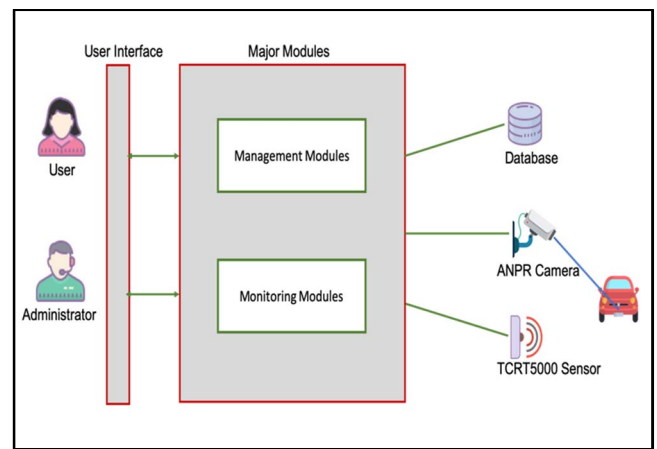 User Interface
Major Modules
User
Management Modules
Database
Administrator
Monitoring Modules
ANPR Camera
TCRT5000 Sensor